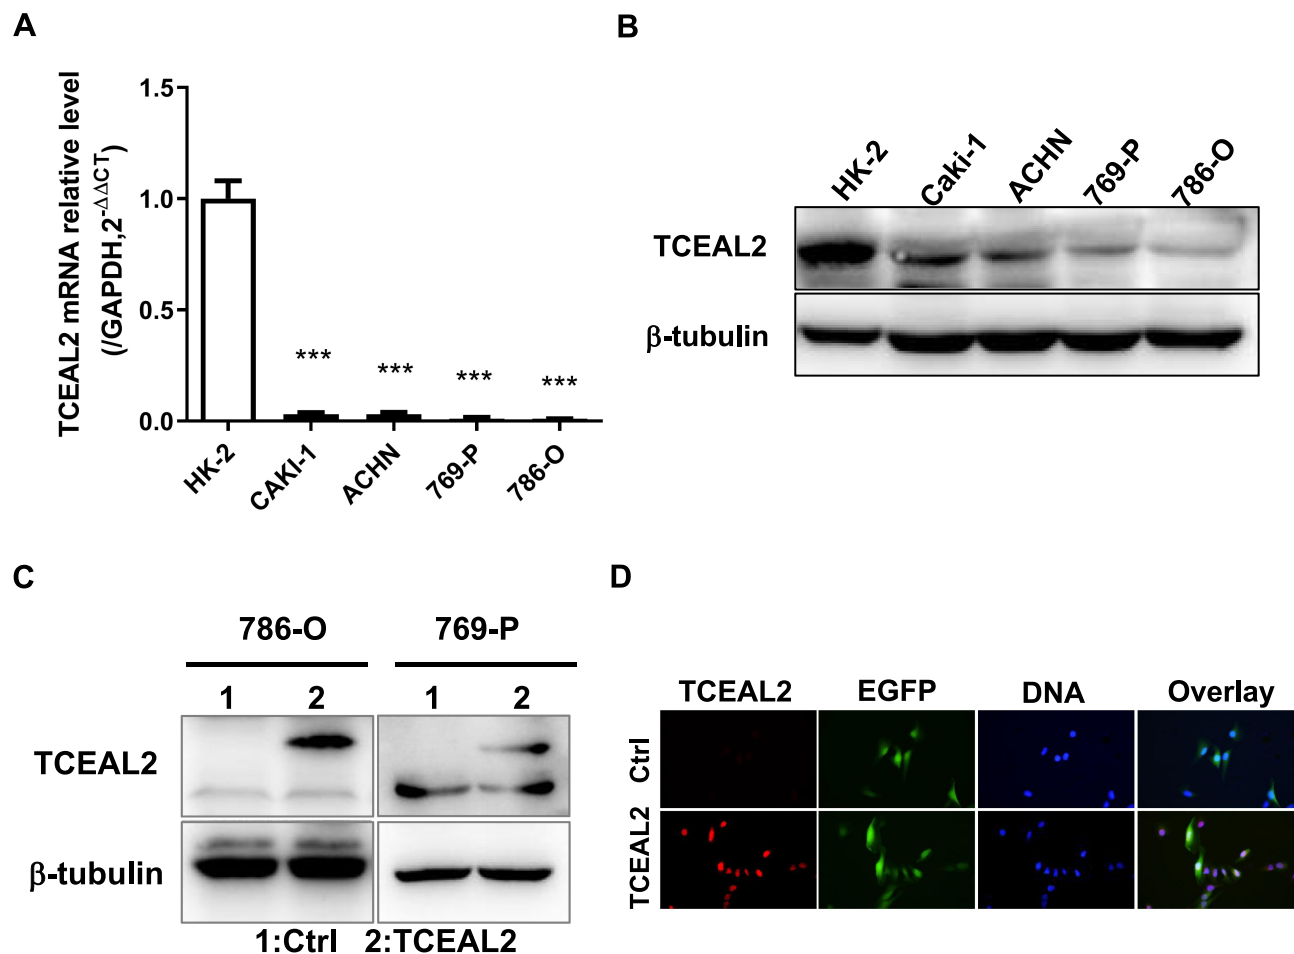 A
TCEAL2 mRNA relative level
(/GAPDH,2-ΔΔCT)
1.5
1.0
0.5
0.0
***
***
***
***
HK-2
CAKI-1
ACHN
769-P
786-O
B
HK-2
Caki-1
ACHN
769-P
786-O
TCEAL2
β-tubulin
C
786-O
769-P
1
2
1
2
TCEAL2
β-tubulin
1:Ctrl 2:TCEAL2
D
TCEAL2
EGFP
DNA
Overlay
Ctrl
TCEAL2